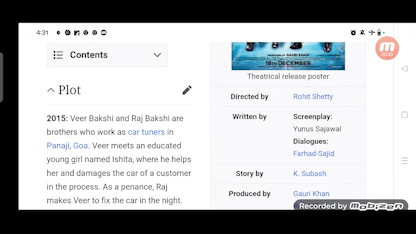 4:31
Contents
Plot
2015: Veer Bakshi and Raj Bakshi are
brothers who work as car tuners in
Panaji, Goa. Veer meets an educated
young girl named Ishita, where he helps
her and damages the car of a customer
in the process. As a penance, Raj
makes Veer to fix the car in the night.
18TH DECEMBER
Theatrical release poster
Directed by
Rohit Shetty
Written by
Screenplay:
Yunus Sajawal
Dialogues:
Farhad-Sajid
Story by
K. Subash
Produced by
Gauri Khan
Recorded by Mobizen